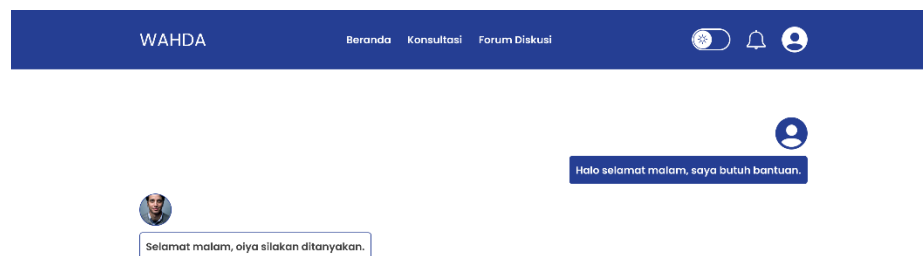 WAHDA
Beranda Konsultasi Forum Diskusi
Halo selamat malam, saya butuh bantuan.
Selamat malam, oiya silakan ditanyakan.